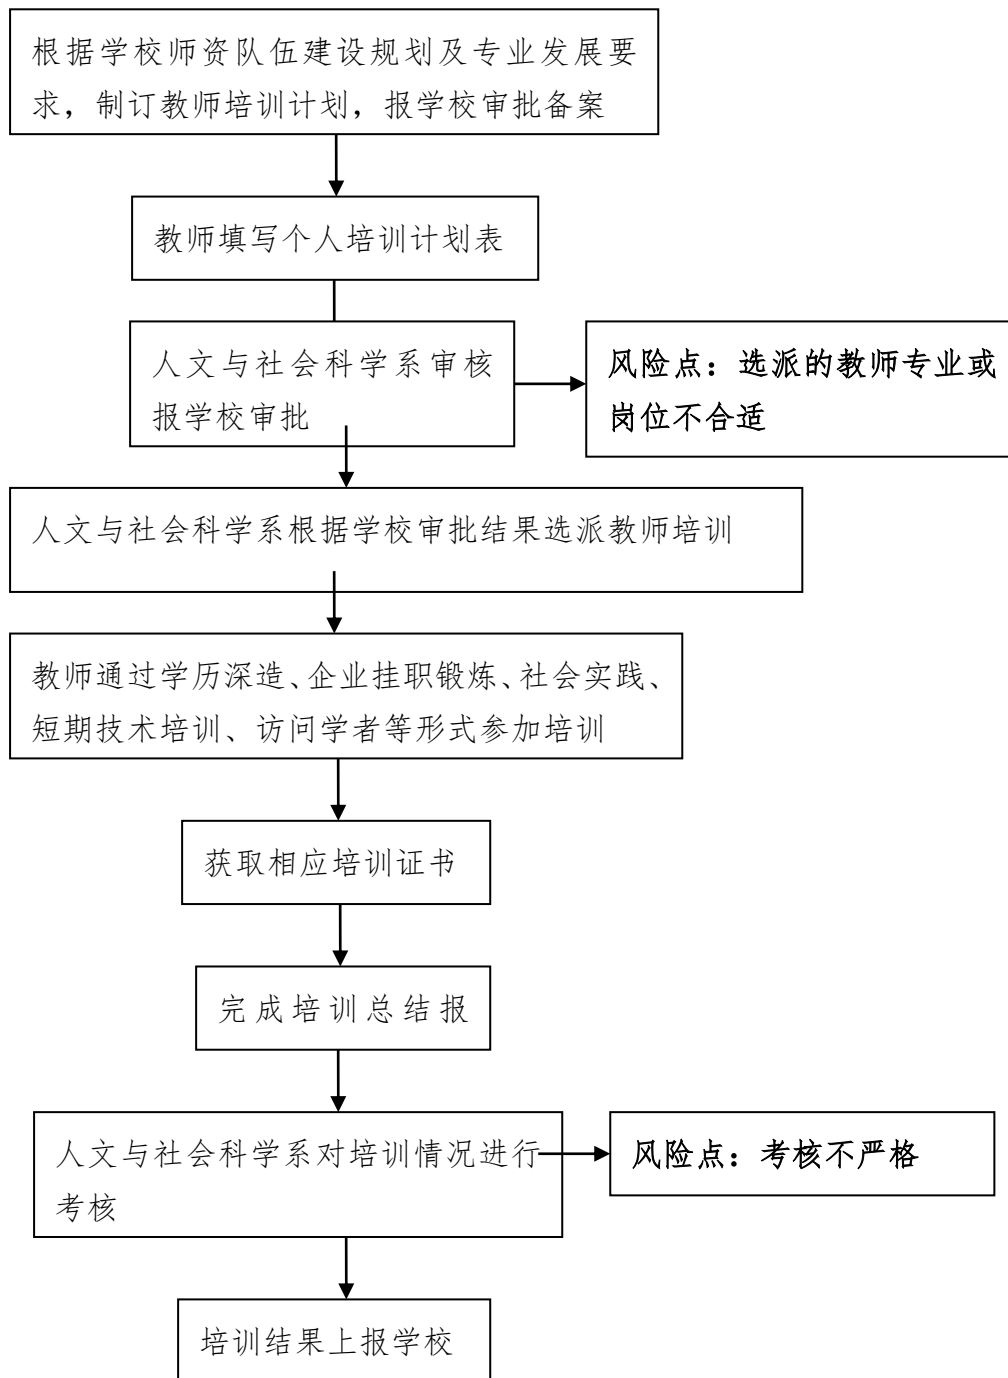 根据学校师资队伍建设规划及专业发展要
求，制订教师培训计划，报学校审批备案
教师填写个人培训计划表
人文与社会科学系审核
报学校审批
风险点：选派的教师专业或
岗位不合适
人文与社会科学系根据学校审批结果选派教师培训
教师通过学历深造、企业挂职锻炼、社会实践、
短期技术培训、访问学者等形式参加培训
获取相应培训证书
完成培训总结报
人文与社会科学系对培训情况进行
考核
风险点：考核不严格
培训结果上报学校